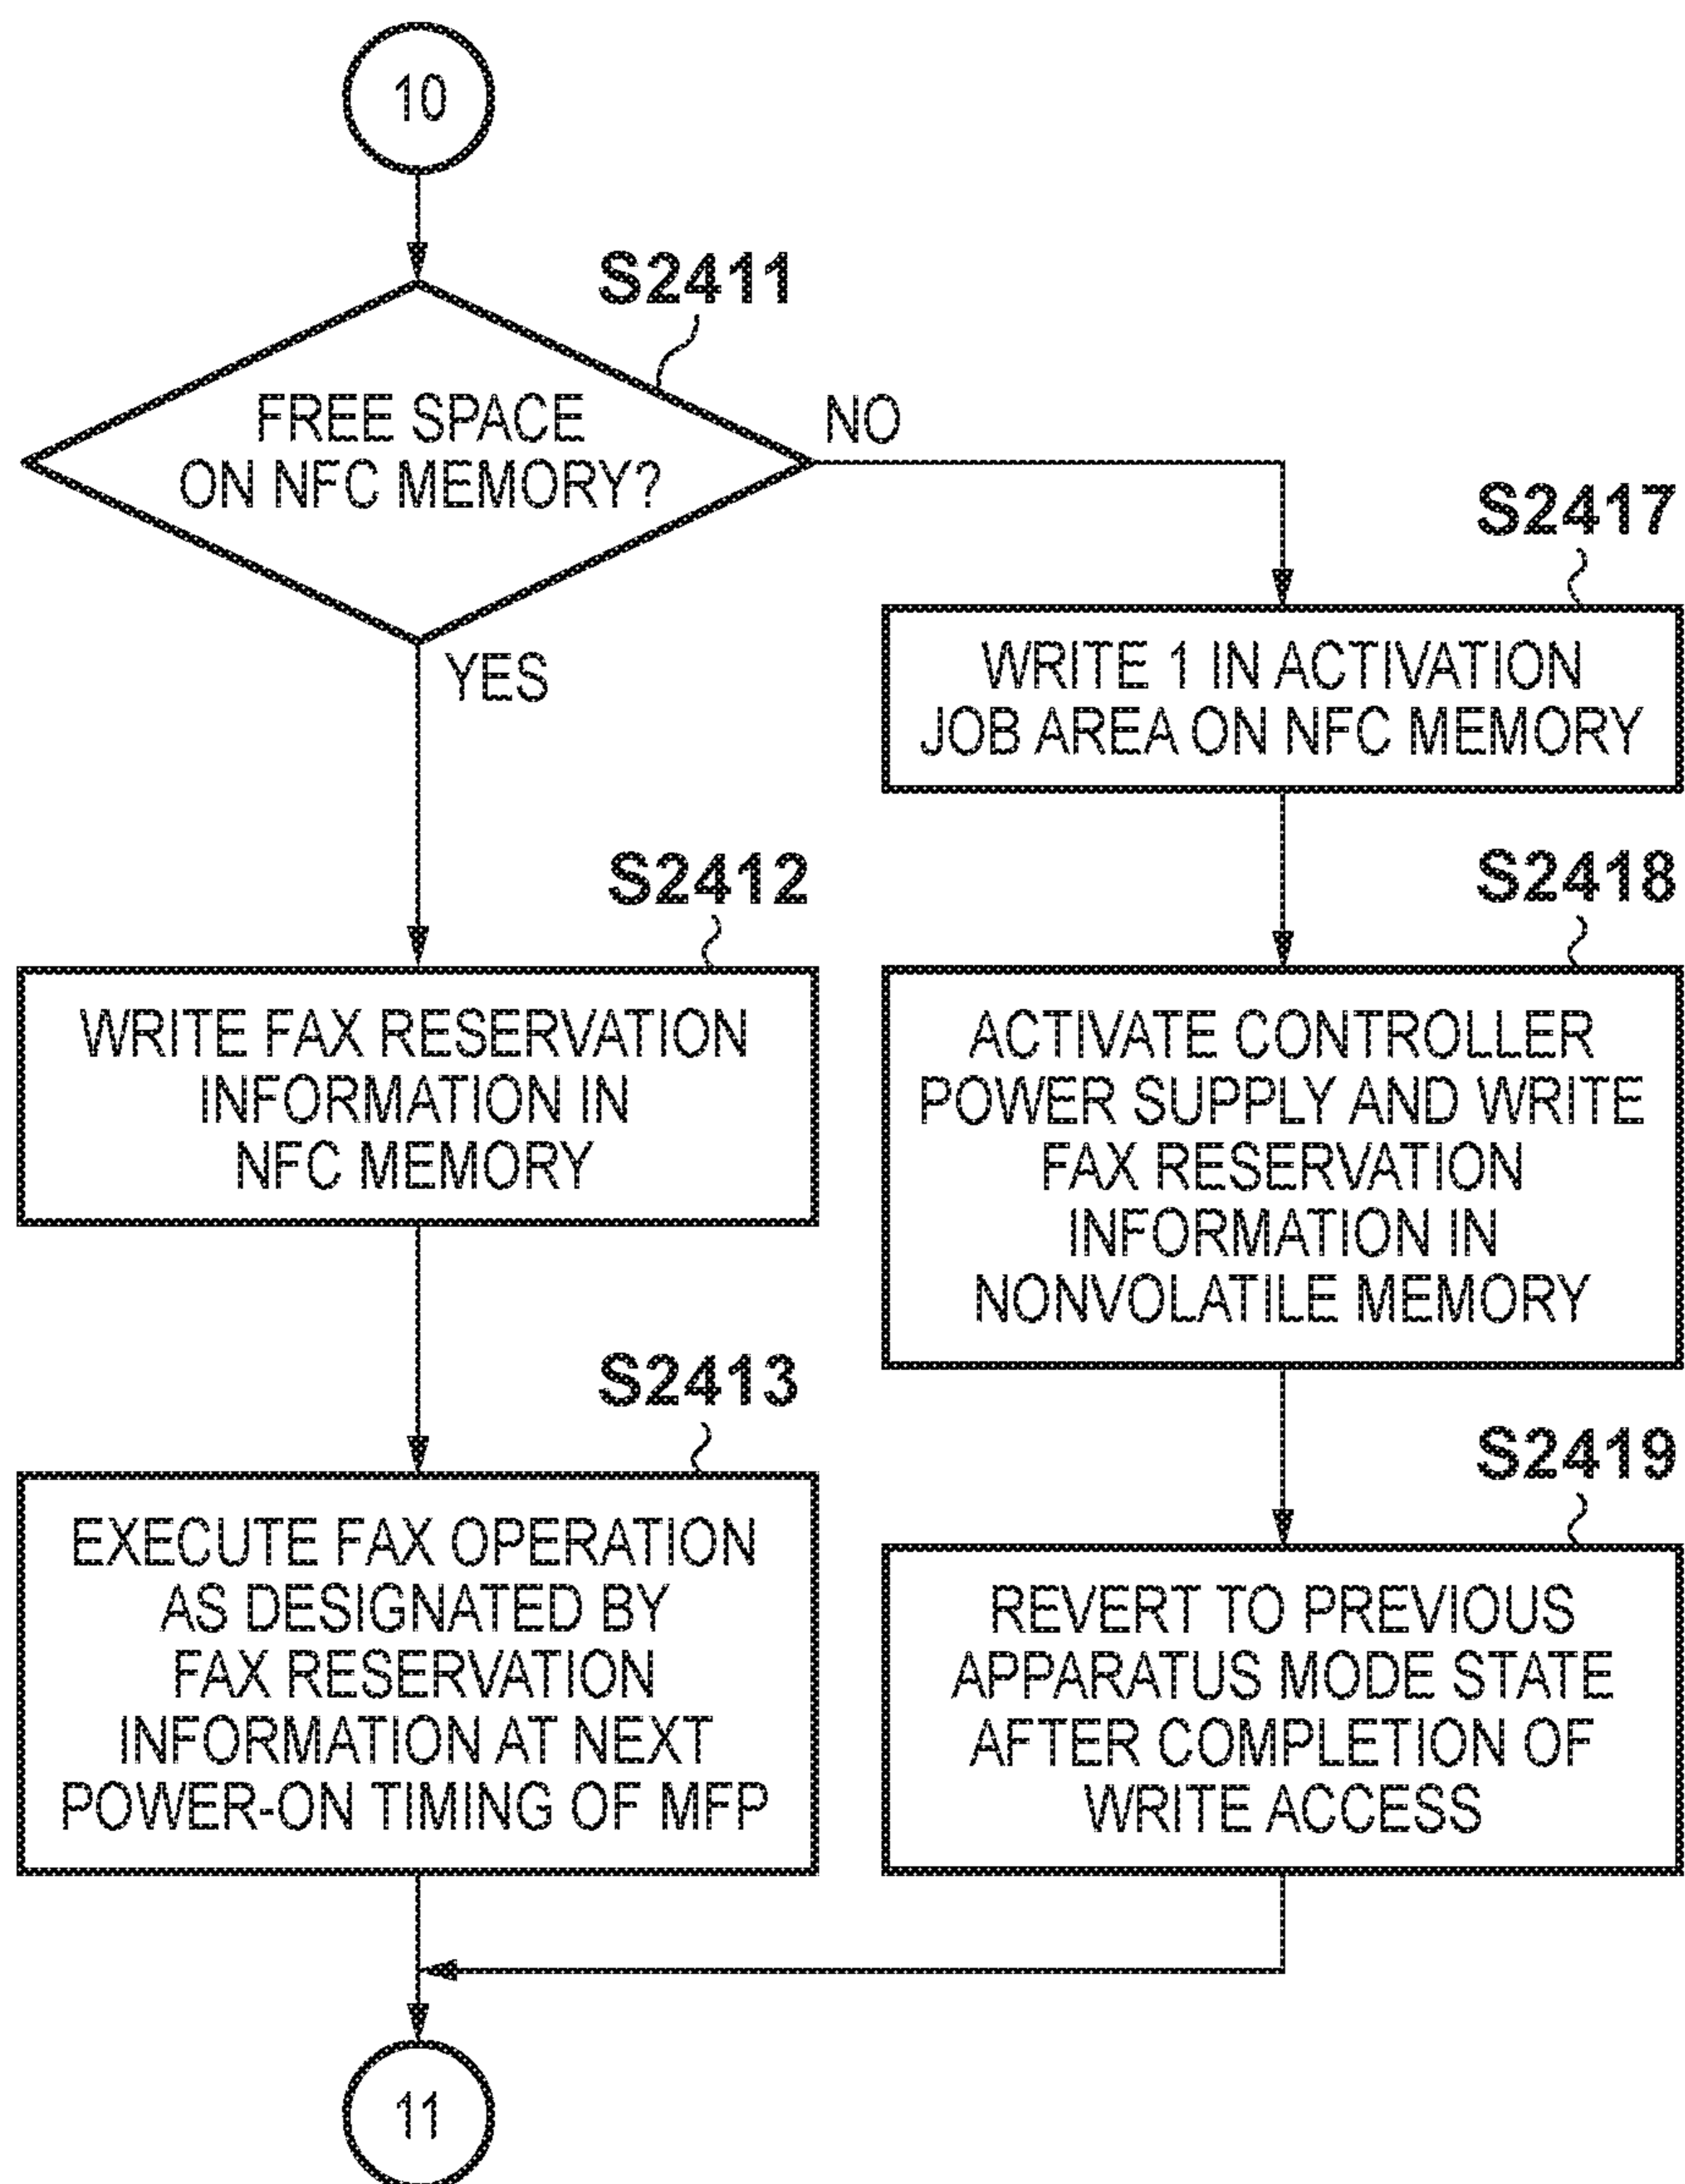 10
S2411
FREE SPACE
ON NFC MEMORY?
NO
YES
S2417
WRITE 1 IN ACTIVATION
JOB AREA ON NFC MEMORY
S2412
WRITE FAX RESERVATION
INFORMATION IN
NFC MEMORY
S2418
ACTIVATE CONTROLLER
POWER SUPPLY AND WRITE
FAX RESERVATION
INFORMATION IN
NONVOLATILE MEMORY
S2413
EXECUTE FAX OPERATION
AS DESIGNATED BY
FAX RESERVATION
INFORMATION AT NEXT
POWER-ON TIMING OF MFP
S2419
REVERT TO PREVIOUS
APPARATUS MODE STATE
AFTER COMPLETION OF
WRITE ACCESS
11